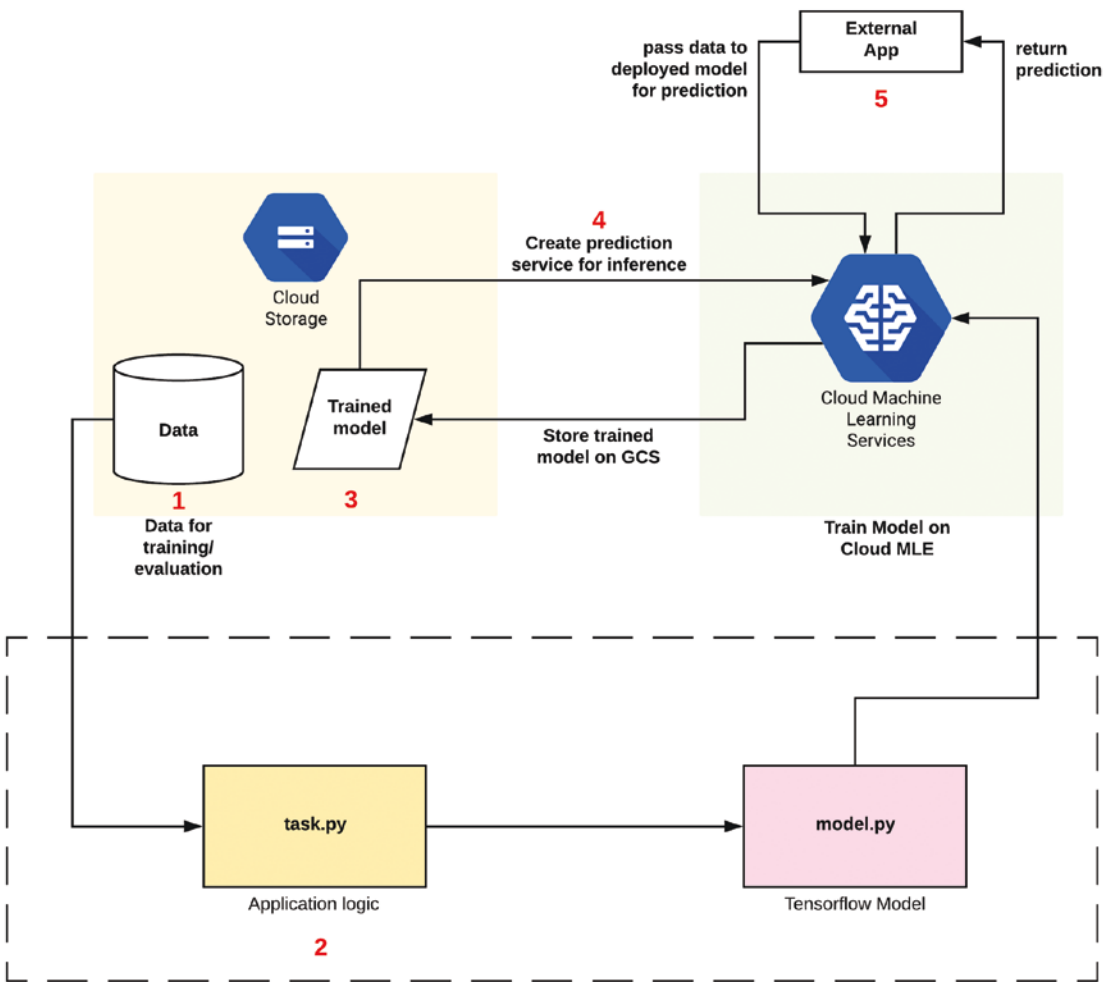 External
App
5
pass data to
deployed model
for prediction
return
prediction
4
Create prediction
service for inference
Cloud
Storage
Data
Trained
model
Store trained
model on GCS
Cloud Machine
Learning
Services
1
Data for
training/
evaluation
3
Train Model on
Cloud MLE
task.py
Application logic
2
model.py
Tensorflow Model